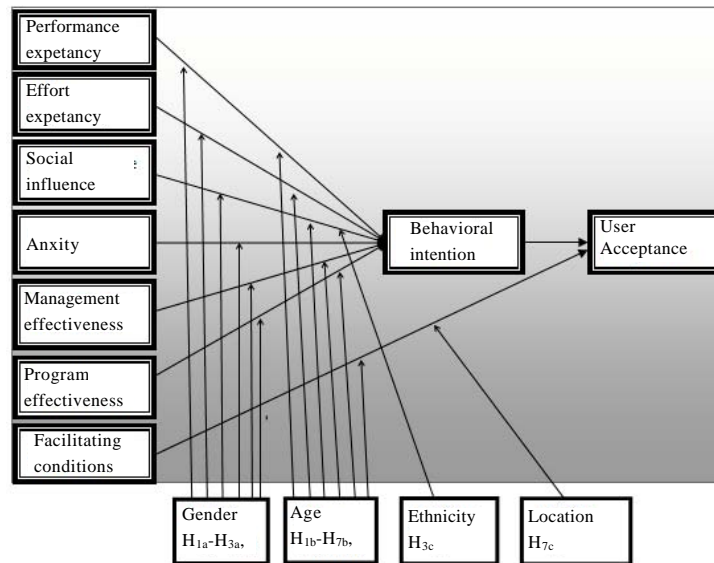 Performance
expetancy
Effort
expetancy
Social
influence
Anxity
Management
effectiveness
Program
effectiveness
Facilitating
conditions
Behavioral
intention
User
Acceptance
Gender
H1a-H3a,
Age
H1b-H7b,
Ethnicity
H3c
Location
H7c